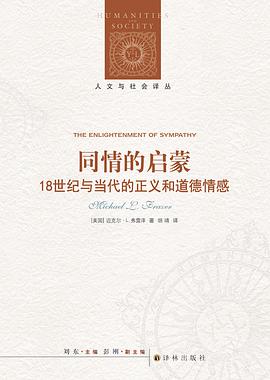 HUMANITIES
SOCIETY
人文与社会译丛
THE ENLIGHTENMENT OF SYMPATHY
同情的启蒙
18世纪与当代的正义和道德情感
Michael L. Frazer
[美国] 迈克尔·L.弗雷泽 著 胡靖 译
刘东·主编 彭刚·副主编
译林出版社